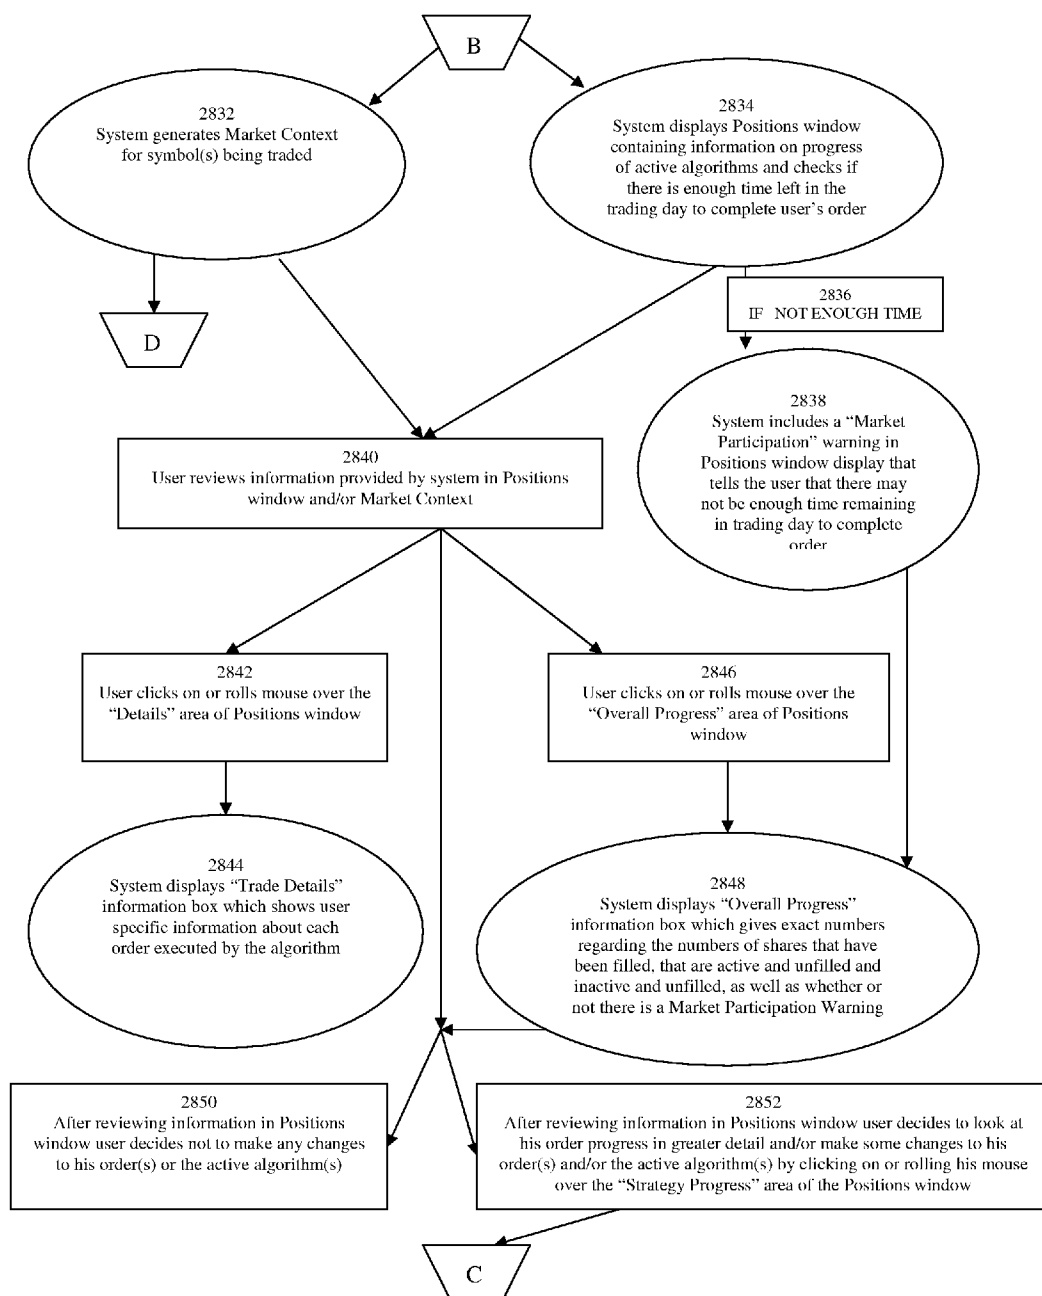 B
2832
System generates Market Context
for symbol(s) being traded
2834
System displays Positions window
containing information on progress
of active algorithms and checks if
there is enough time left in the
trading day to complete user’s order
2836
IF NOT ENOUGH TIME
D
2838
System includes a “Market
Participation” warning in
Positions window display that
tells the user that there may
not be enough time remaining
in trading day to complete
order
2840
User reviews information provided by system in Positions
window and/or Market Context
2842
User clicks on or rolls mouse over the
“Details” area of Positions window
2846
User clicks on or rolls mouse over the
“Overall Progress” area of Positions
window
2844
System displays “Trade Details”
information box which shows user
specific information about each
order executed by the algorithm
2848
System displays “Overall Progress”
information box which gives exact numbers
regarding the numbers of shares that have
been filled, that are active and unfilled and
inactive and unfilled, as well as whether or
not there is a Market Participation Warning
2850
After reviewing information in Positions
window user decides not to make any changes
to his order(s) or the active algorithm(s)
2852
After reviewing information in Positions window user decides to look at
his order progress in greater detail and/or make some changes to his
order(s) and/or the active algorithm(s) by clicking on or rolling his mouse
over the “Strategy Progress” area of the Positions window
C